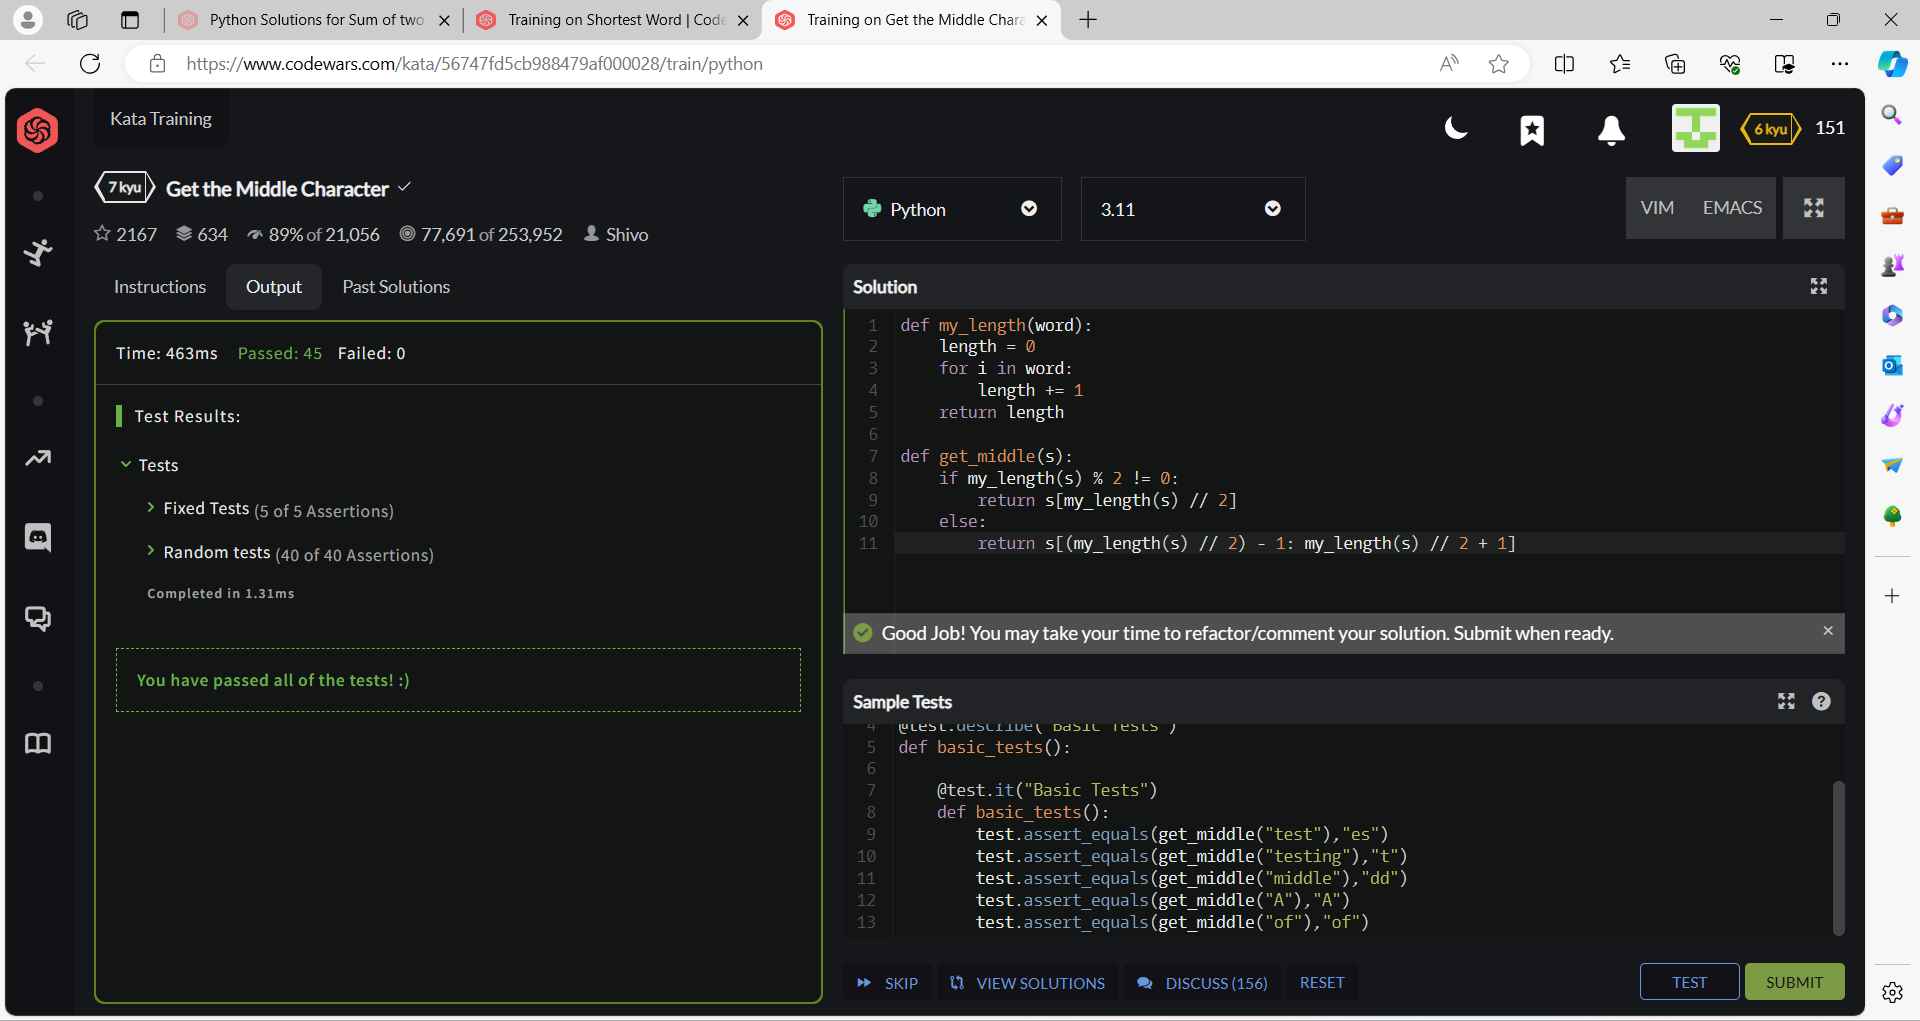 Python Solutions for Sum of two
Training on Shortest Word | Code
Training on Get the Middle Chara
https://www.codewars.com/kata/56747fd5cb988479af000028/train/python
Kata Training
6 kyu 151
7 kyu Get the Middle Character
2167 634 89% of 21,056 77,691 of 253,952 Shivo
Python
3.11
VIM EMACS
Instructions Output Past Solutions
Time: 463ms Passed: 45 Failed: 0
Test Results:
Tests
Fixed Tests (5 of 5 Assertions)
Random tests (40 of 40 Assertions)
Completed in 1.31ms
You have passed all of the tests! :)
Solution
1 def my_length(word):
2     length = 0
3     for i in word:
4         length += 1
5     return length
6
7 def get_middle(s):
8     if my_length(s) % 2 != 0:
9         return s[my_length(s) // 2]
10     else:
11         return s[(my_length(s) // 2) - 1: my_length(s) // 2 + 1]
Good Job! You may take your time to refactor/comment your solution. Submit when ready.
Sample Tests
4 @test.describe("Basic Tests")
5 def basic_tests():
6
7     @test.it("Basic Tests")
8     def basic_tests():
9         test.assert_equals(get_middle("test"),"es")
10         test.assert_equals(get_middle("testing"),"t")
11         test.assert_equals(get_middle("middle"),"dd")
12         test.assert_equals(get_middle("A"),"A")
13         test.assert_equals(get_middle("of"),"of")
SKIP VIEW SOLUTIONS DISCUSS (156) RESET
TEST SUBMIT